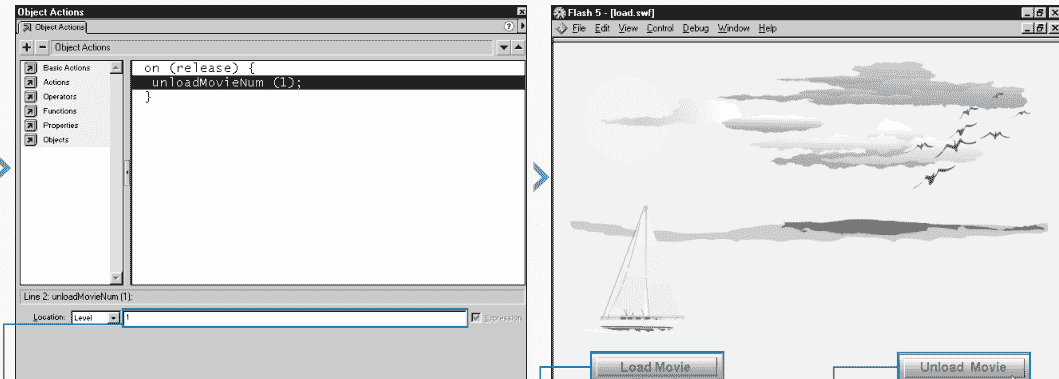 Object Actions
Object Actions
+ - Object Actions
Basic Actions
Actions
Operators
Functions
Properties
Objects
on (release) {
unloadMovieNum (1);
}
Line 2: unloadMovieNum (1);
Location: Level 1 Expression
Flash 5 - [load.swf]
File Edit View Control Debug Window Help
Load Movie
Unload Movie